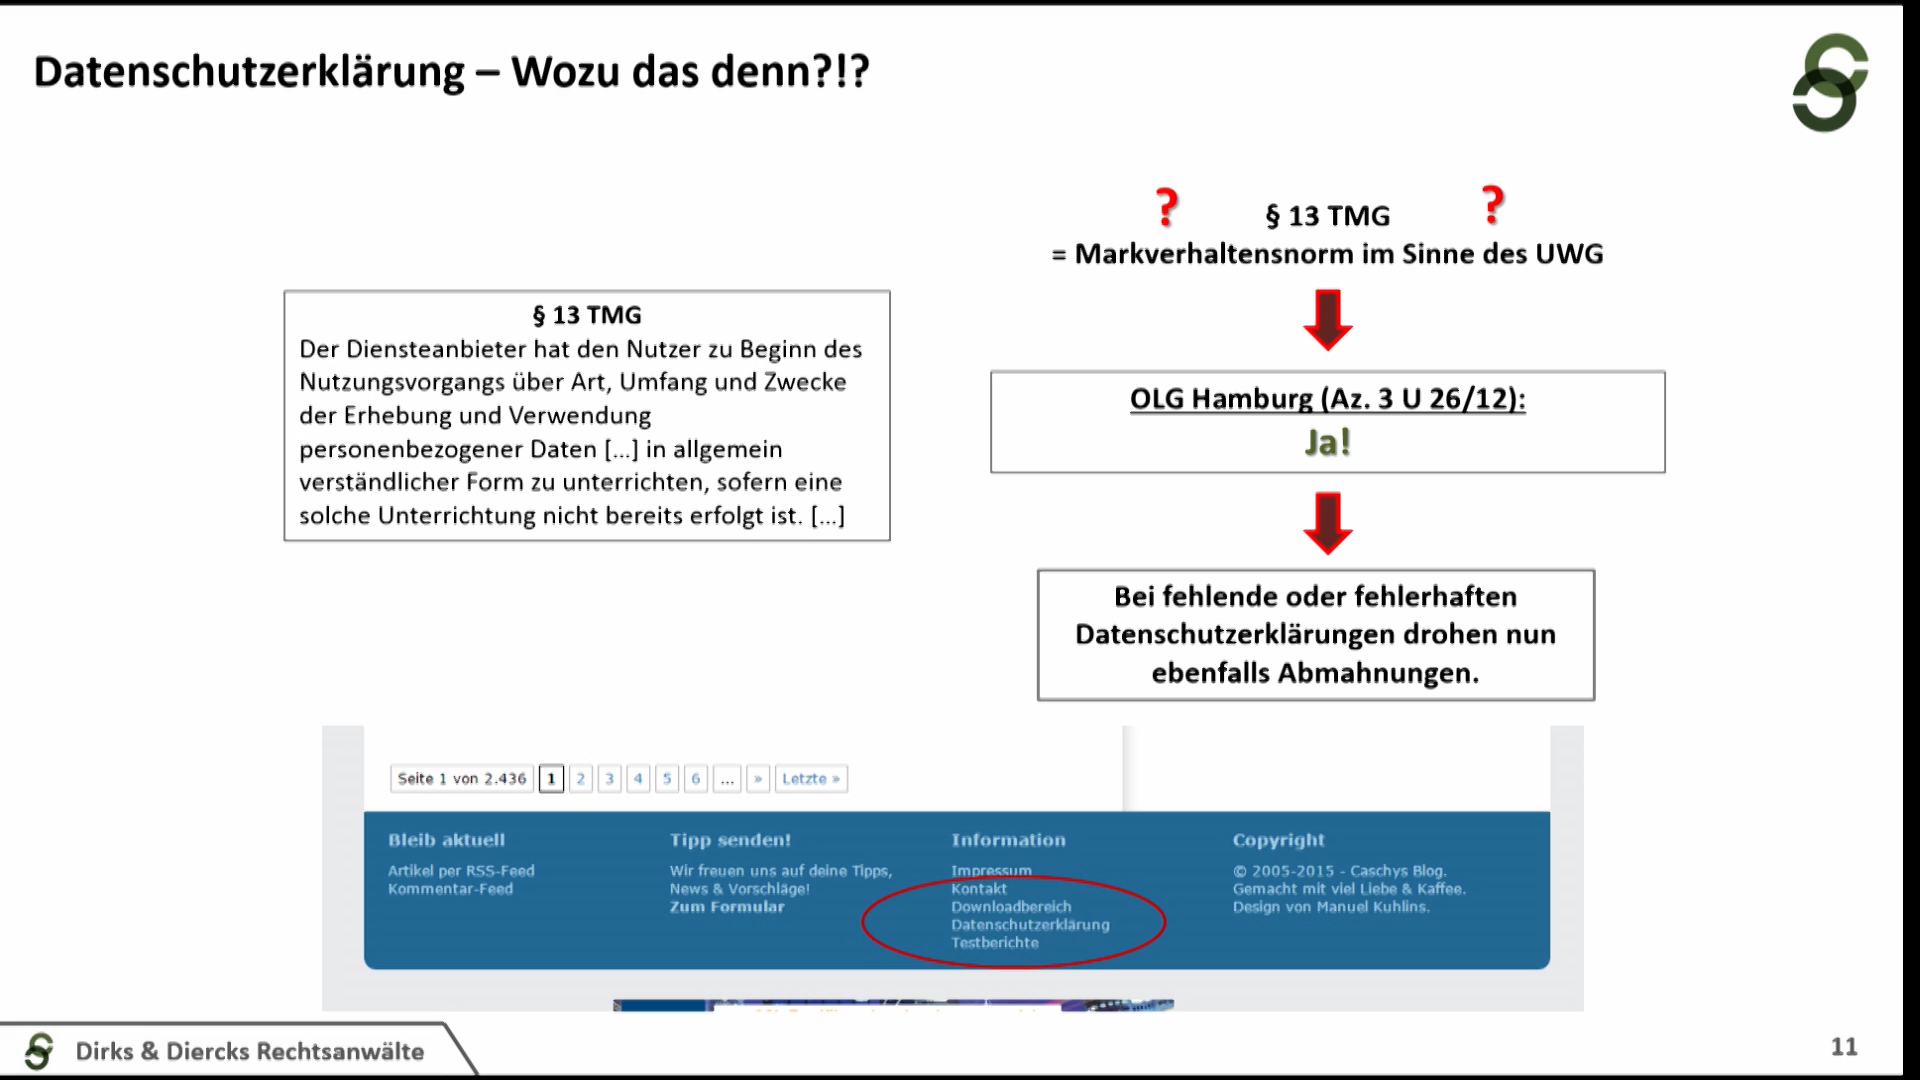 Datenschutzerklärung – Wozu das denn?!?
? § 13 TMG ?
= Markverhaltensnorm im Sinne des UWG
§ 13 TMG
Der Diensteanbieter hat den Nutzer zu Beginn des
Nutzungsvorgangs über Art, Umfang und Zwecke
der Erhebung und Verwendung
personenbezogener Daten [...] in allgemein
verständlicher Form zu unterrichten, sofern eine
solche Unterrichtung nicht bereits erfolgt ist. [...]
OLG Hamburg (Az. 3 U 26/12):
Ja!
Bei fehlende oder fehlerhaften
Datenschutzerklärungen drohen nun
ebenfalls Abmahnungen.
Seite 1 von 2.436 1 2 3 4 5 6 ... » Letzte »
Bleib aktuell
Artikel per RSS-Feed
Kommentar-Feed
Tipp senden!
Wir freuen uns auf deine Tipps,
News & Vorschläge!
Zum Formular
Information
Impressum
Kontakt
Downloadbereich
Datenschutzerklärung
Testberichte
Copyright
© 2005-2015 - Caschys Blog.
Gemacht mit viel Liebe & Kaffee.
Design von Manuel Kuhlins.
Dirks & Diercks Rechtsanwälte
11